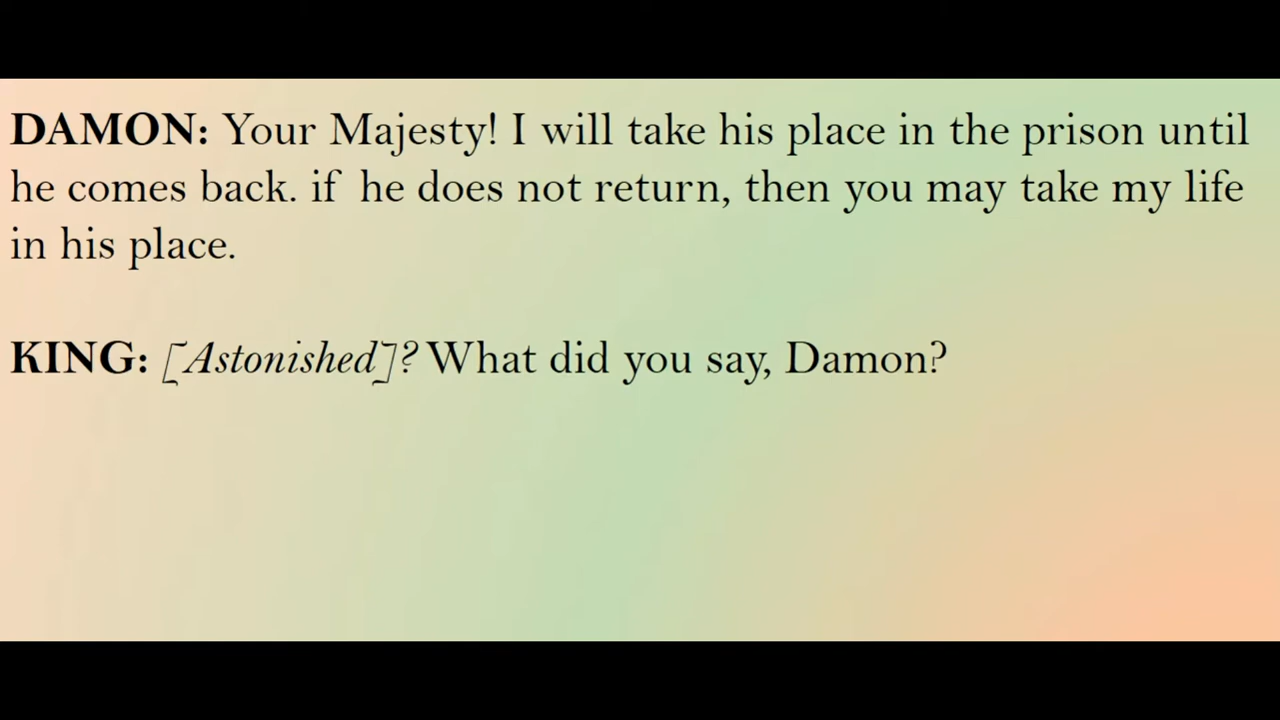 DAMON: Your Majesty! I will take his place in the prison until
he comes back. if he does not return, then you may take my life
in his place.
KING: [Astonished]? What did you say, Damon?